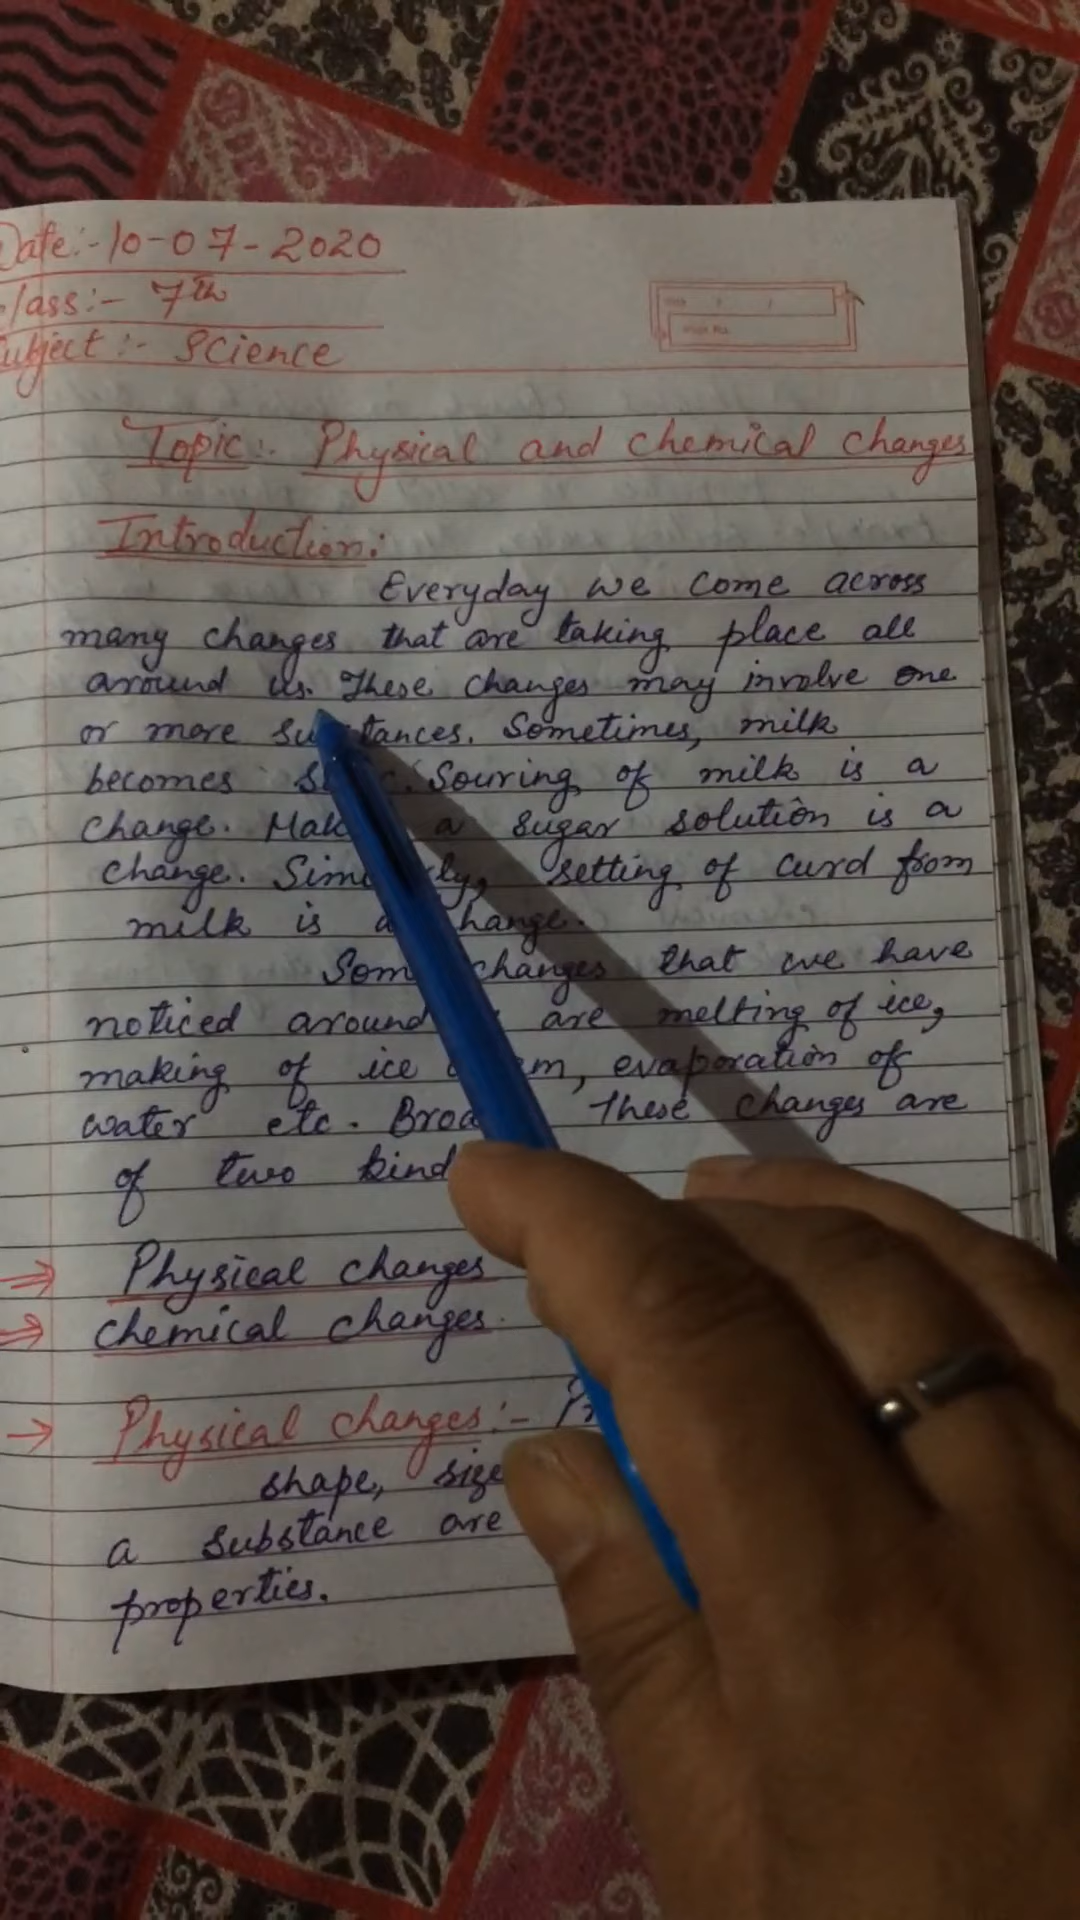 Date:- 10-07-2020
Class:- 7th
Subject:- Science
Topic:- Physical and chemical changes
Introduction:
Everyday we come across
many changes that are taking place all
around us. These changes may involve one
or more substances. Sometimes, milk
becomes Souring of milk is a
change. a sugar solution is a
change. setting of curd from
milk is a change.
changes that we have
noticed around are melting of ice,
making of ice evaporation of
water etc. these changes are
of two
⇒ Physical changes
⇒ chemical changes.
→ Physical changes:-
shape,
a substance are
properties.